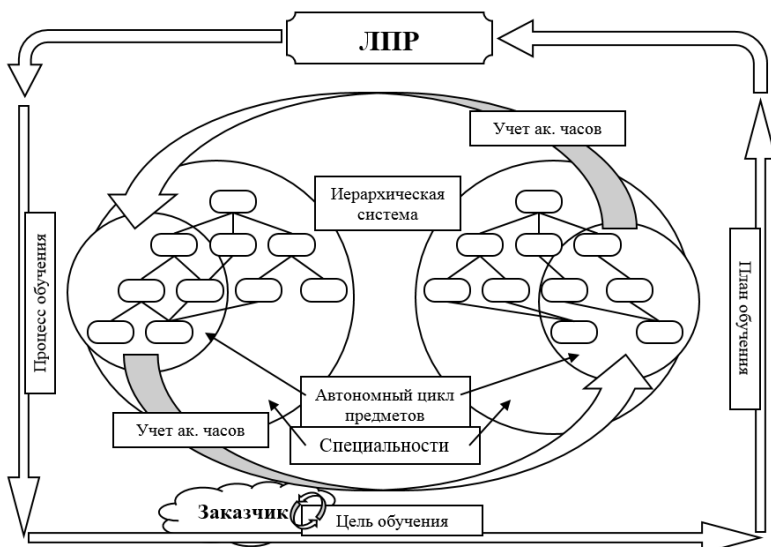 ЛПР
Учет ак. часов
Иерархическая
система
Процесс обучения
План обучения
Автономный цикл
предметов
Учет ак. часов
Специальности
Заказчик
Цель обучения